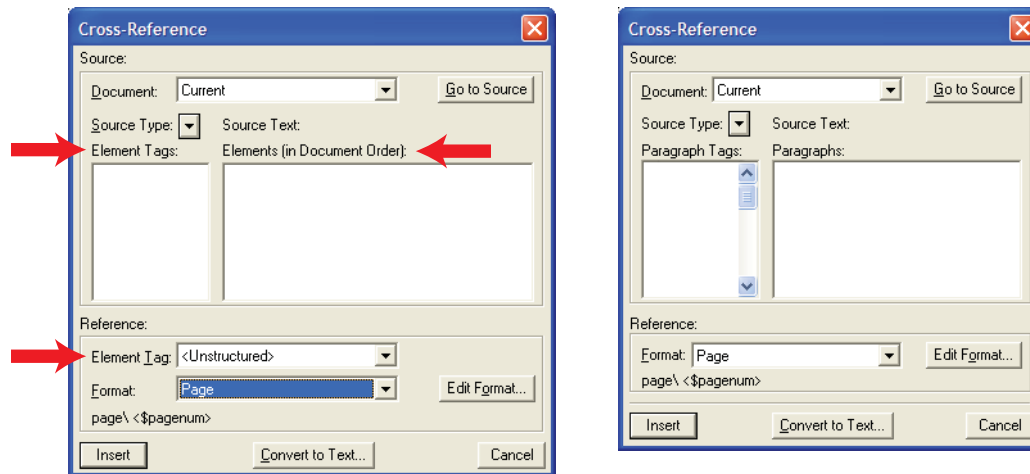 Cross-Reference
Source:
Document: Current Go to Source
Source Type: Source Text:
Element Tags: Elements (in Document Order):
Reference:
Element Tag: <Unstructured>
Format: Page Edit Format...
page\ <$pagenum>
Insert Convert to Text... Cancel
Cross-Reference
Source:
Document: Current Go to Source
Source Type: Source Text:
Paragraph Tags: Paragraphs:
Reference:
Format: Page Edit Format...
page\ <$pagenum>
Insert Convert to Text... Cancel